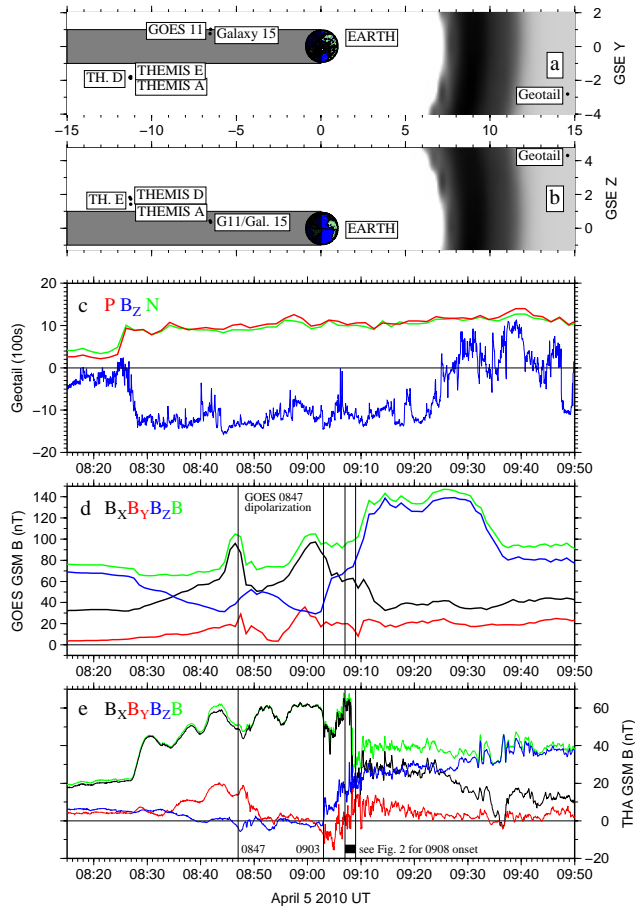 GOES 11
Galaxy 15
EARTH
TH. D
THEMIS E
THEMIS A
a
Geotail
2
0
−2
−4
GSE Y
−15 −10 −5 0 5 10 15
Geotail
TH. E
THEMIS D
THEMIS A
G11/Gal. 15
EARTH
b
4
2
0
GSE Z
c P BZ N
20
10
0
−10
−20
Geotail (100s)
08:20 08:30 08:40 08:50 09:00 09:10 09:20 09:30 09:40 09:50
d BXBYBZB
GOES 0847
dipolarization
140
120
100
80
60
40
20
0
GOES GSM B (nT)
08:20 08:30 08:40 08:50 09:00 09:10 09:20 09:30 09:40 09:50
e BXBYBZB
60
40
20
0
−20
THA GSM B (nT)
0847 0903 see Fig. 2 for 0908 onset
08:20 08:30 08:40 08:50 09:00 09:10 09:20 09:30 09:40 09:50
April 5 2010 UT